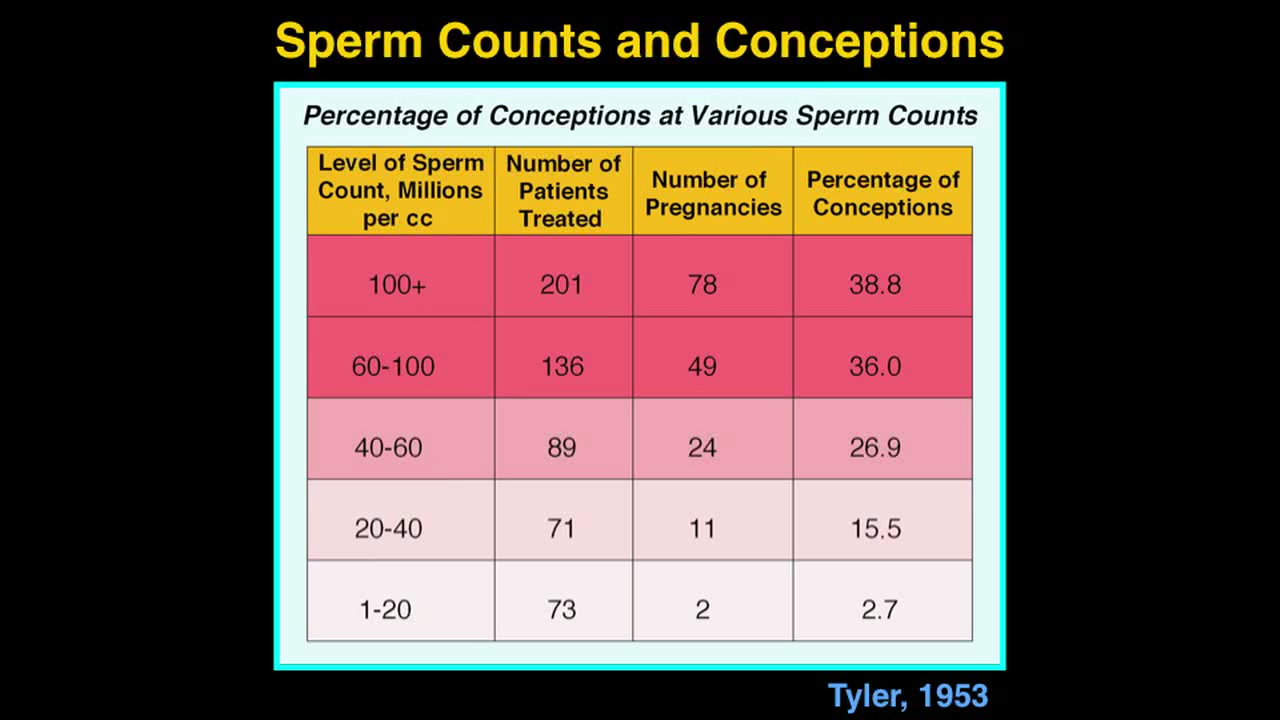 Sperm Counts and Conceptions
Percentage of Conceptions at Various Sperm Counts
Level of Sperm Count, Millions per cc
Number of Patients Treated
Number of Pregnancies
Percentage of Conceptions
100+ 201 78 38.8
60-100 136 49 36.0
40-60 89 24 26.9
20-40 71 11 15.5
1-20 73 2 2.7
Tyler, 1953